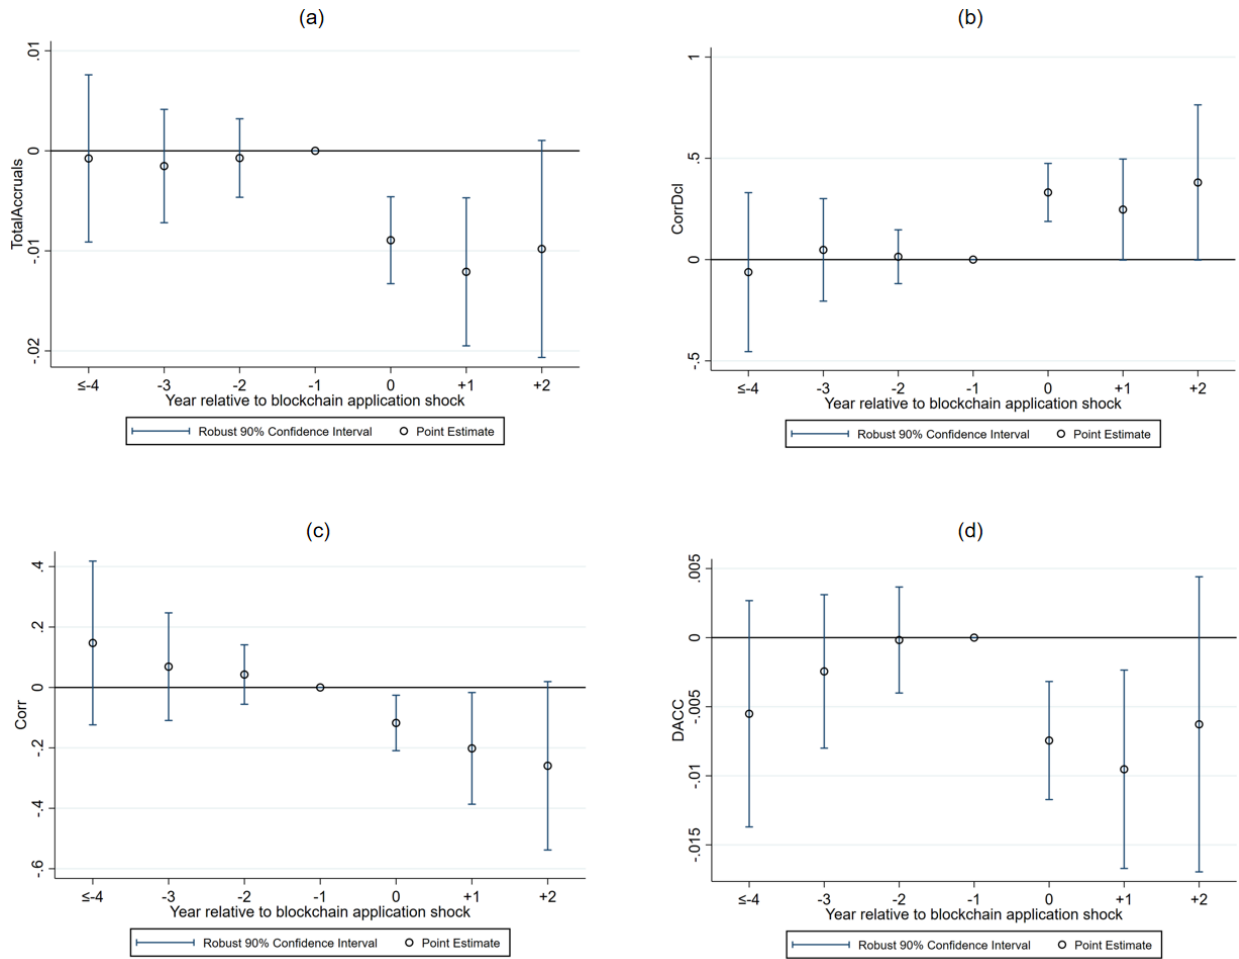 (a)
.01
0
-.01
-.02
TotalAccruals
≤-4 -3 -2 -1 0 +1 +2
Year relative to blockchain application shock
Robust 90% Confidence Interval Point Estimate
(b)
1
.5
0
-.5
CorrDcl
≤-4 -3 -2 -1 0 +1 +2
Year relative to blockchain application shock
Robust 90% Confidence Interval Point Estimate
(c)
.4
.2
0
-.2
-.4
-.6
Corr
≤-4 -3 -2 -1 0 +1 +2
Year relative to blockchain application shock
Robust 90% Confidence Interval Point Estimate
(d)
.005
0
-.005
-.01
-.015
DACC
≤-4 -3 -2 -1 0 +1 +2
Year relative to blockchain application shock
Robust 90% Confidence Interval Point Estimate